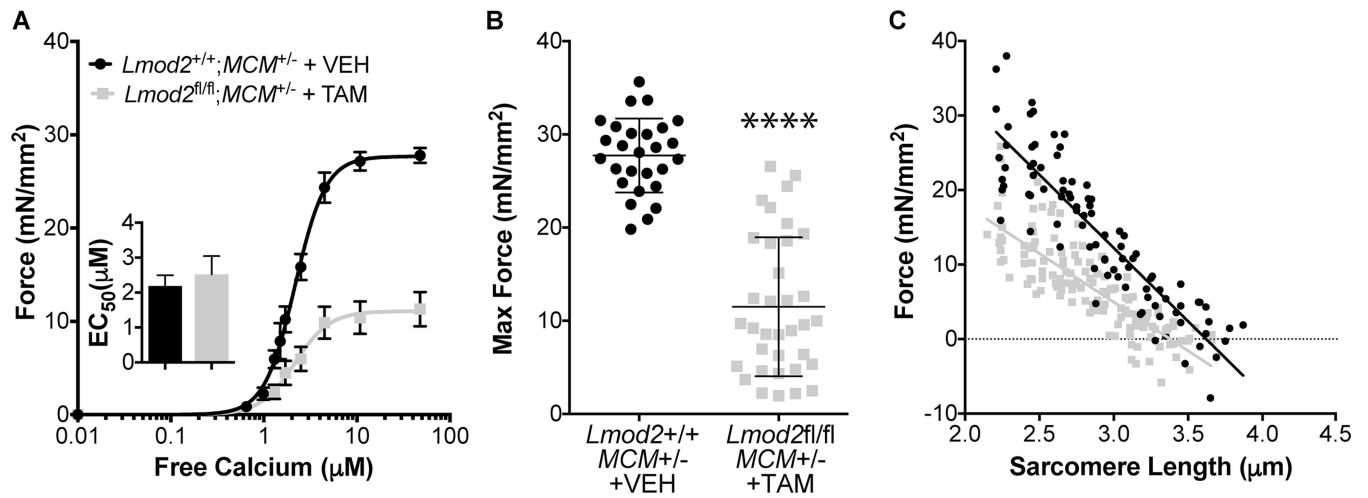 A
B
C
Lmod2+/+;MCM+/- + VEH
Lmod2fl/fl;MCM+/- + TAM
Force (mN/mm2)
40
30
20
10
0
0.01
0.1
1
10
100
Free Calcium (μM)
EC50(μM)
4
3
2
1
0
Max Force (mN/mm2)
40
30
20
10
0
****
Lmod2+/+
MCM+/-
+VEH
Lmod2fl/fl
MCM+/-
+TAM
Force (mN/mm2)
40
30
20
10
0
-10
2.0
2.5
3.0
3.5
4.0
4.5
Sarcomere Length (μm)